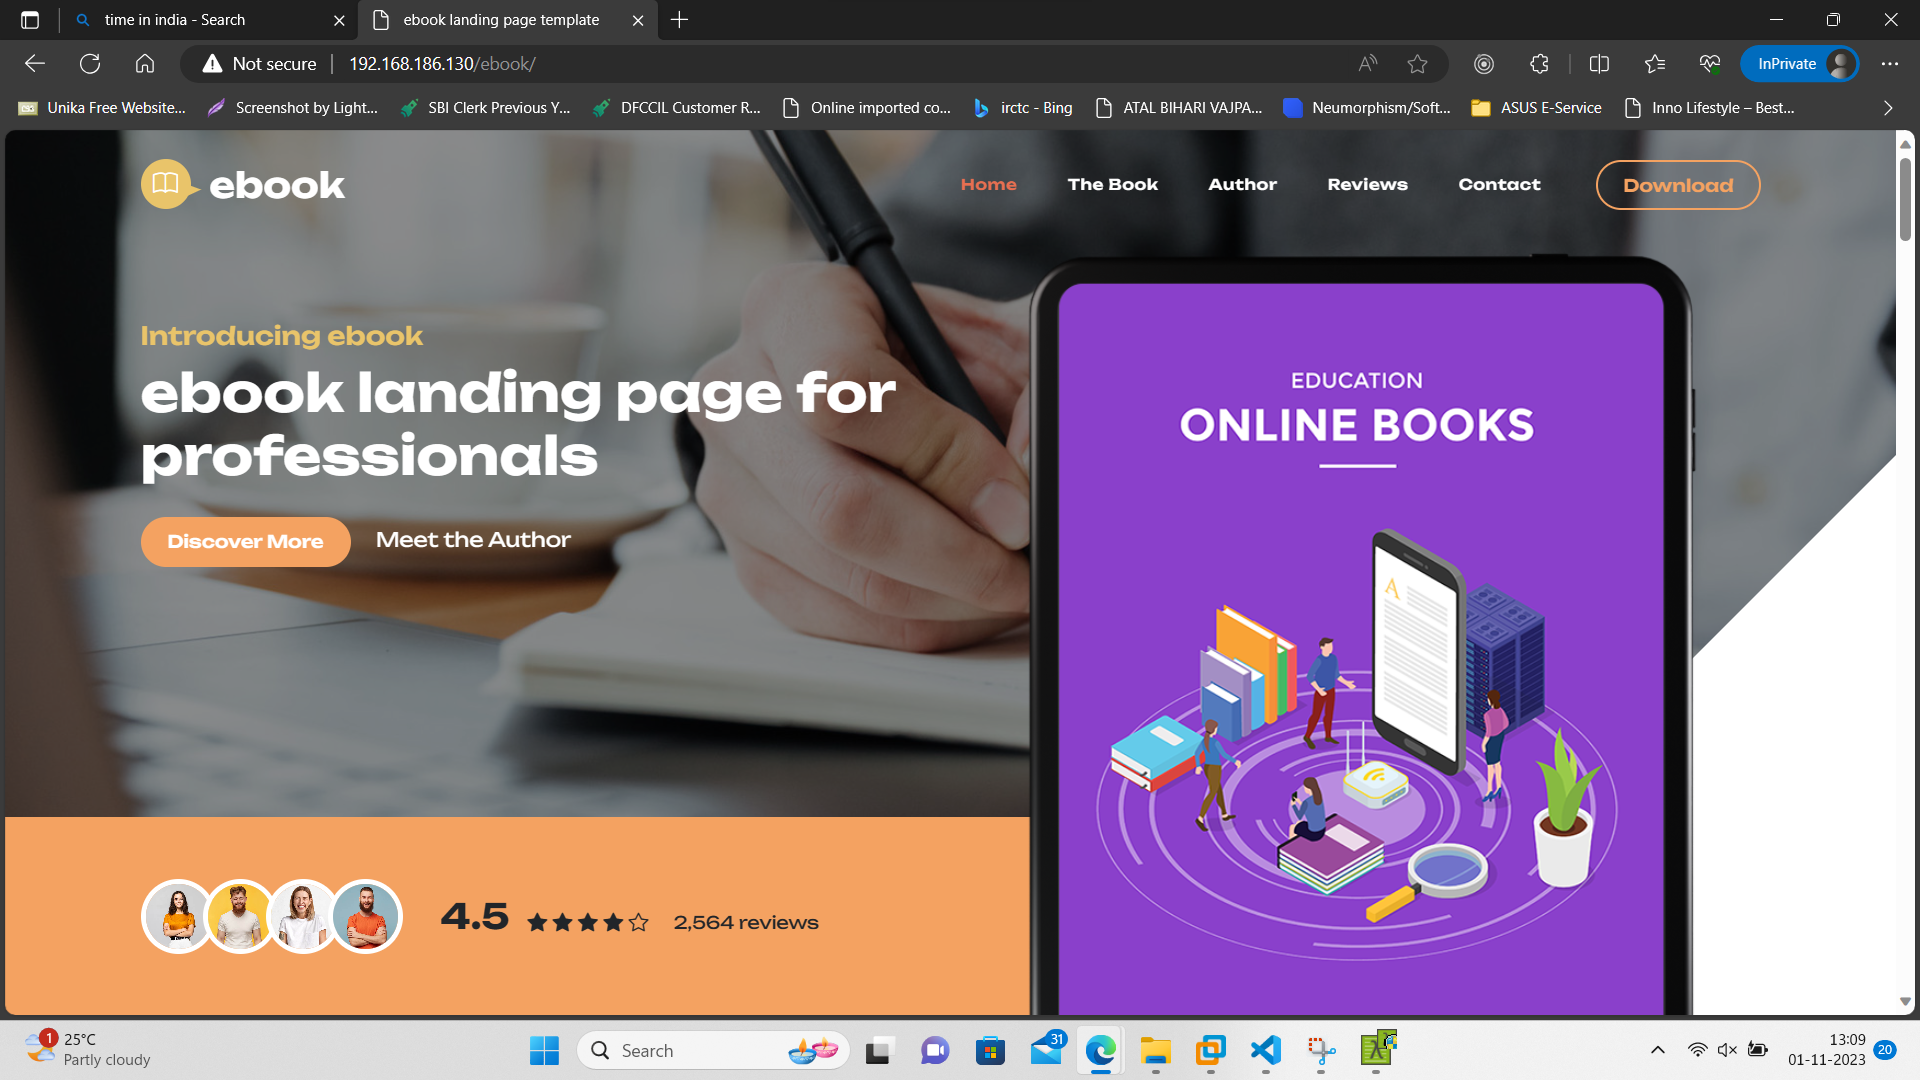 time in india - Search
ebook landing page template
Not secure
192.168.186.130/ebook/
InPrivate
Unika Free Website...
Screenshot by Light...
SBI Clerk Previous Y...
DFCCIL Customer R...
Online imported co...
irctc - Bing
ATAL BIHARI VAJPA...
Neumorphism/Soft...
ASUS E-Service
Inno Lifestyle – Best...
ebook
Home
The Book
Author
Reviews
Contact
Download
Introducing ebook
ebook landing page for
professionals
Discover More
Meet the Author
EDUCATION
ONLINE BOOKS
A
4.5
2,564 reviews
1
25°C
Partly cloudy
Search
31
13:09
01-11-2023
20